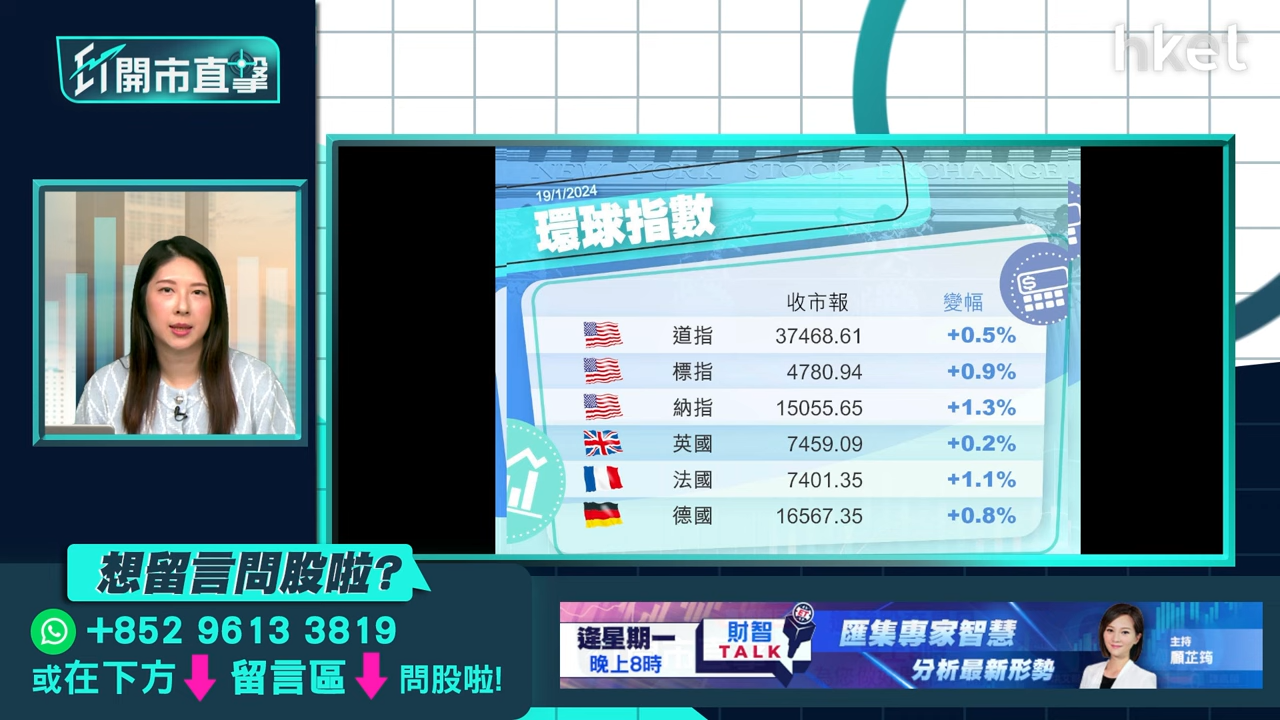 ET開市直擊
hket
NEW YORK STOCK EXCHANGE
19/1/2024
環球指數
收市報 變幅
道指 37468.61 +0.5%
標指 4780.94 +0.9%
納指 15055.65 +1.3%
英國 7459.09 +0.2%
法國 7401.35 +1.1%
德國 16567.35 +0.8%
想留言問股啦?
+852 9613 3819
或在下方 留言區 問股啦!
逢星期一
晚上8時
財智
TALK
匯集專家智慧
分析最新形勢
主持
顧芷筠